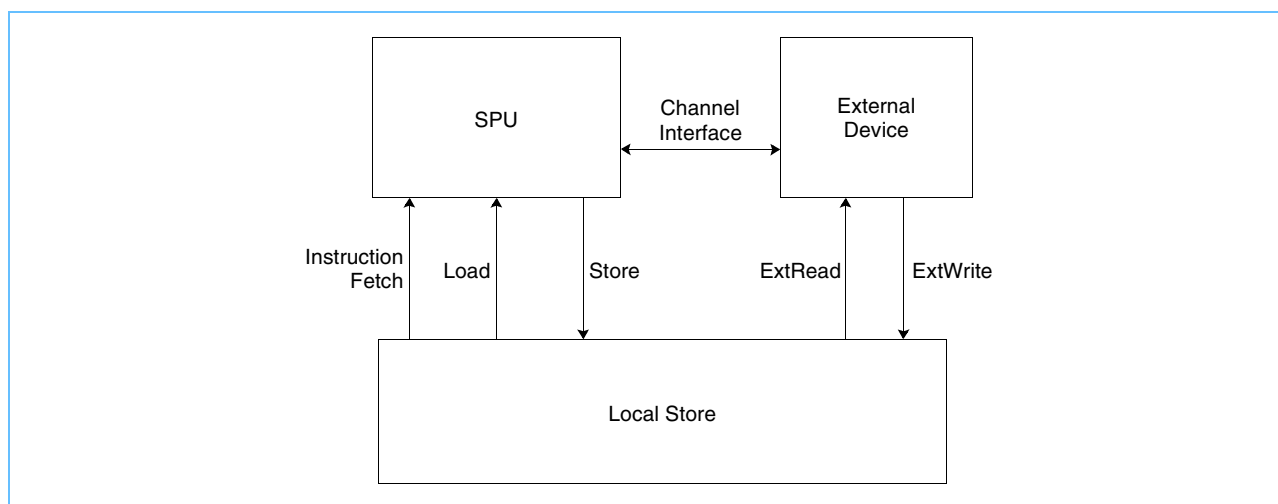 SPU
Channel
Interface
External
Device
Instruction
Fetch
Load
Store
ExtRead
ExtWrite
Local Store